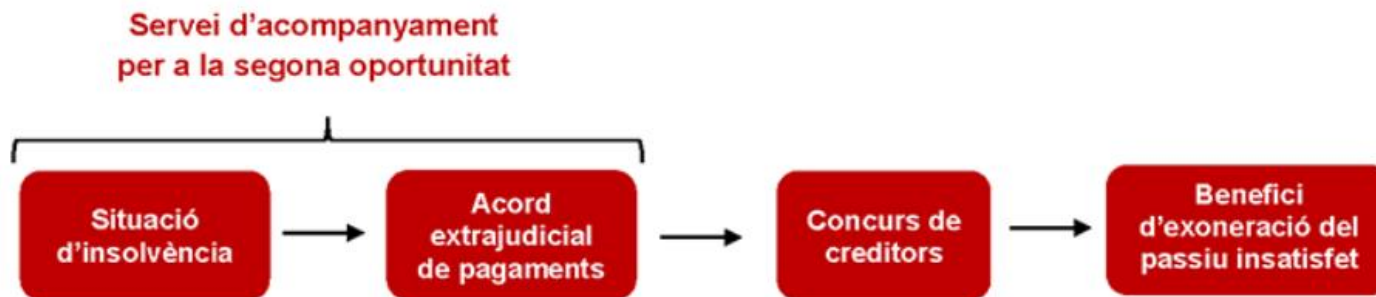 Servei d'acompanyament
per a la segona oportunitat
Situació
d'insolvència
Acord
extrajudicial
de pagaments
Concurs de
creditors
Benefici
d'exoneració del
passiu insatisfet